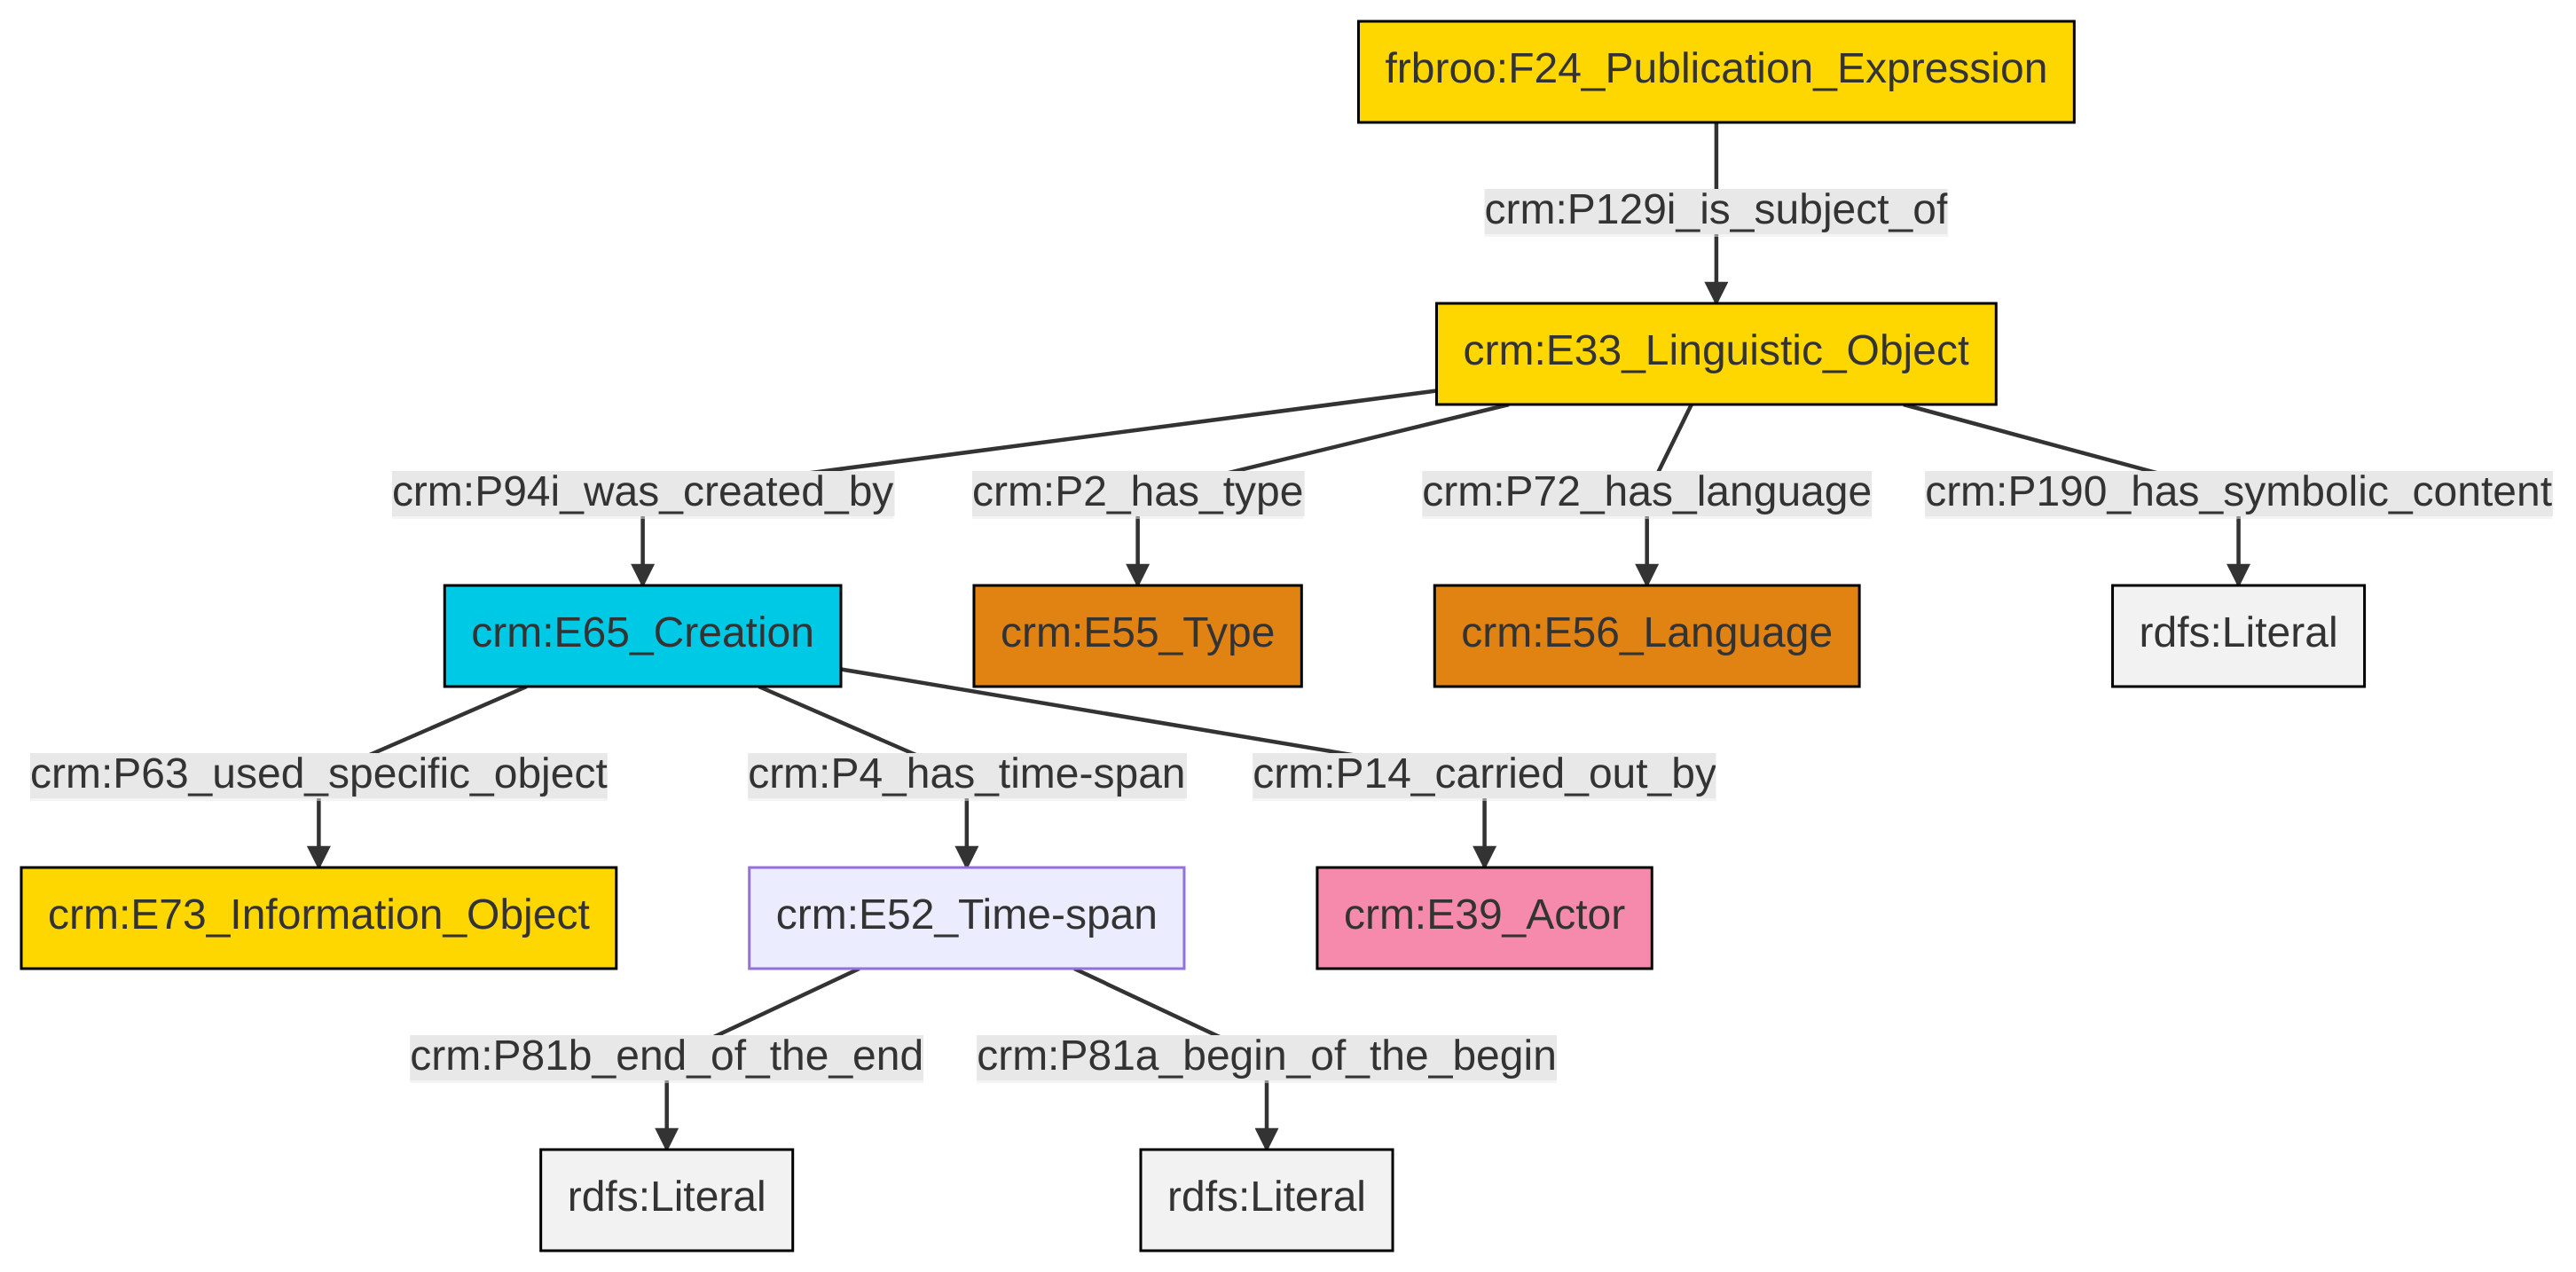 frbroo:F24_Publication_Expression
crm:P129i_is_subject_of
crm:E33_Linguistic_Object
crm:P94i_was_created_by
crm:P2_has_type
crm:P72_has_language
crm:P190_has_symbolic_content
crm:E65_Creation
crm:E55_Type
crm:E56_Language
rdfs:Literal
crm:P63_used_specific_object
crm:P4_has_time-span
crm:P14_carried_out_by
crm:E73_Information_Object
crm:E52_Time-span
crm:E39_Actor
crm:P81b_end_of_the_end
crm:P81a_begin_of_the_begin
rdfs:Literal
rdfs:Literal